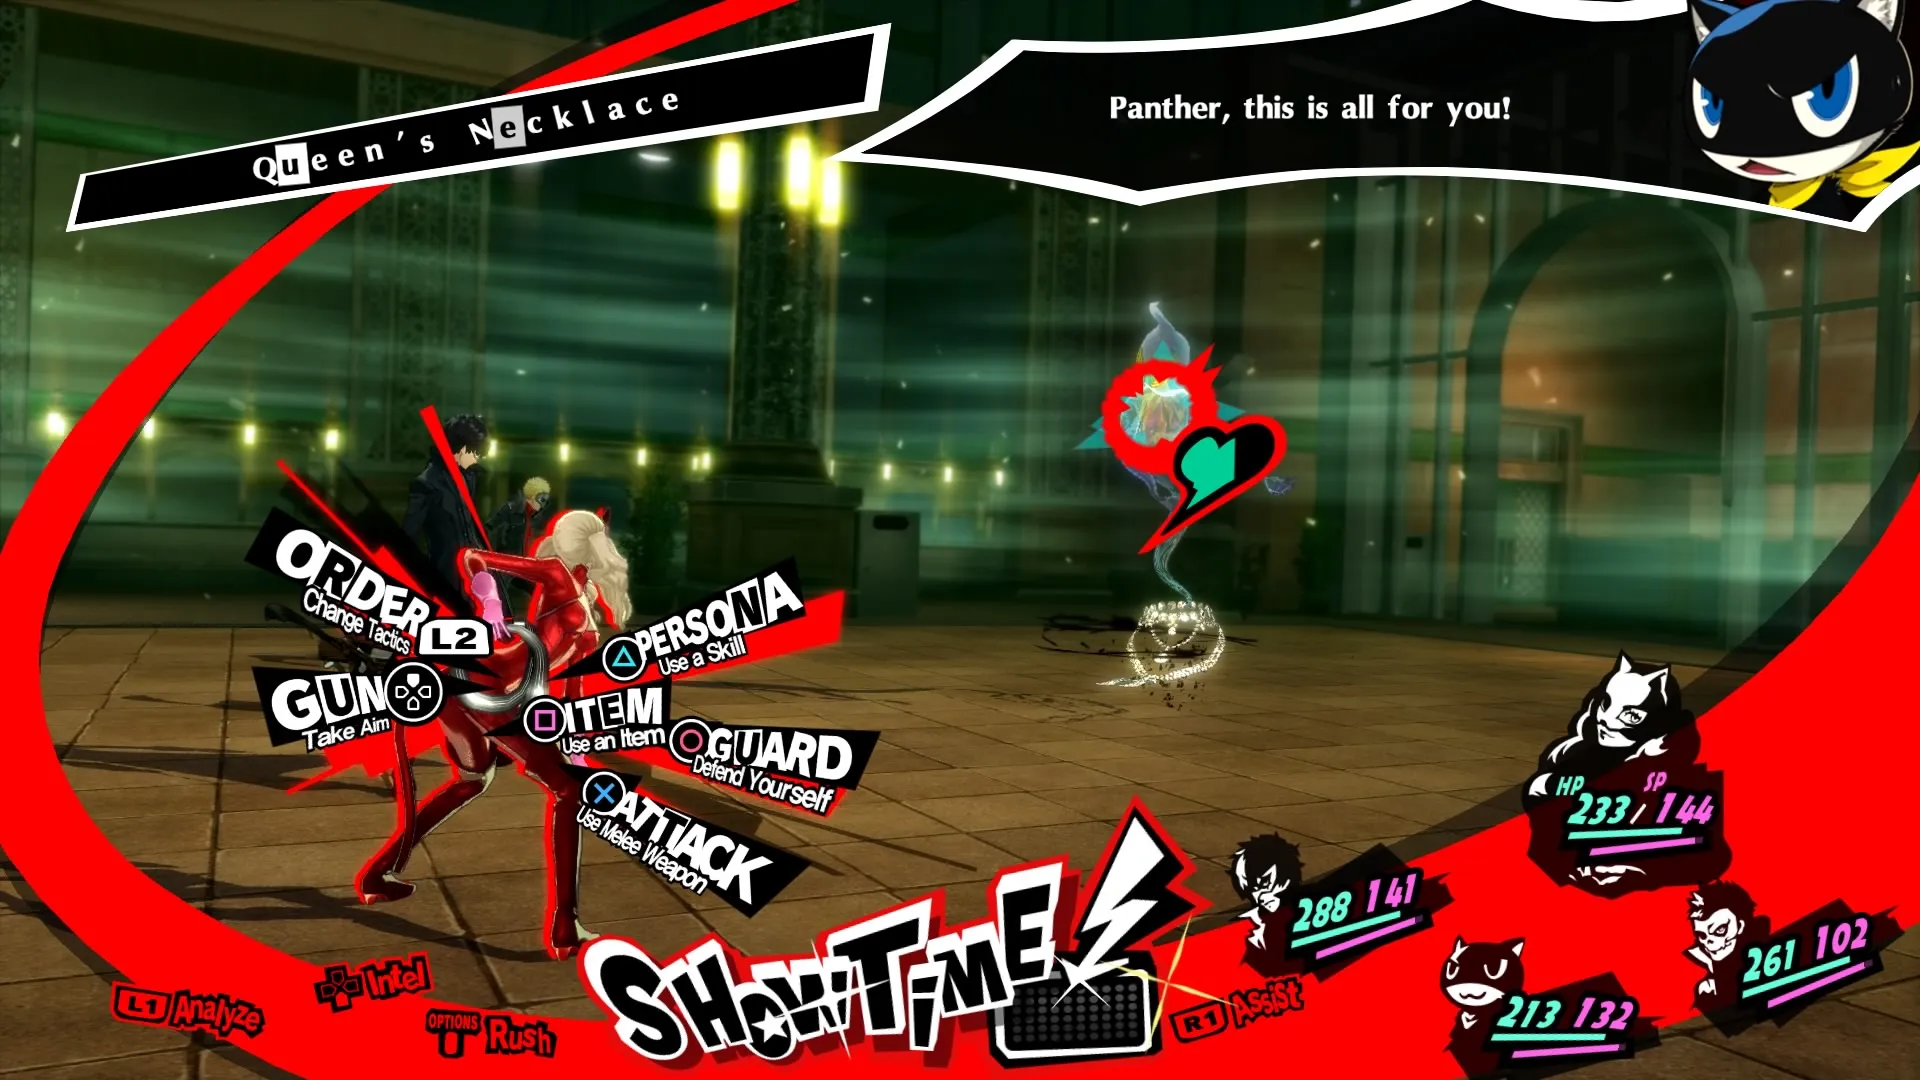 Queen's Necklace
Panther, this is all for you!
ORDER
Change Tactics
L2
GUN
Take Aim
PERSONA
Use a Skill
ITEM
Use an Item
GUARD
Defend Yourself
ATTACK
Use Melee Weapon
HP SP
233/144
288 141
261 102
213 132
SHOWTIME
L1 Analyze
Intel
OPTIONS Rush
R1 Assist